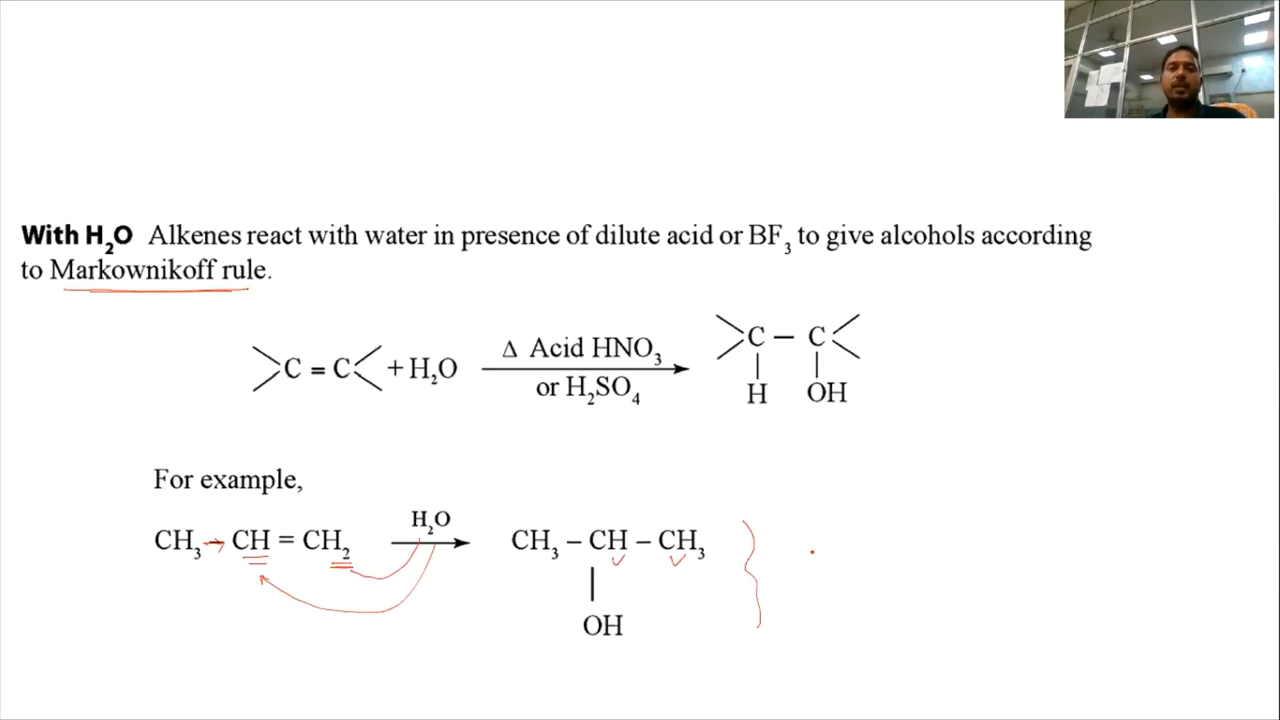 With H₂O Alkenes react with water in presence of dilute acid or BF₃ to give alcohols according
to Markownikoff rule.
>C = C< + H₂O Δ Acid HNO₃ or H₂SO₄ >C – C<
H OH
For example,
CH₃ – CH = CH₂ H₂O CH₃ – CH – CH₃
|
OH